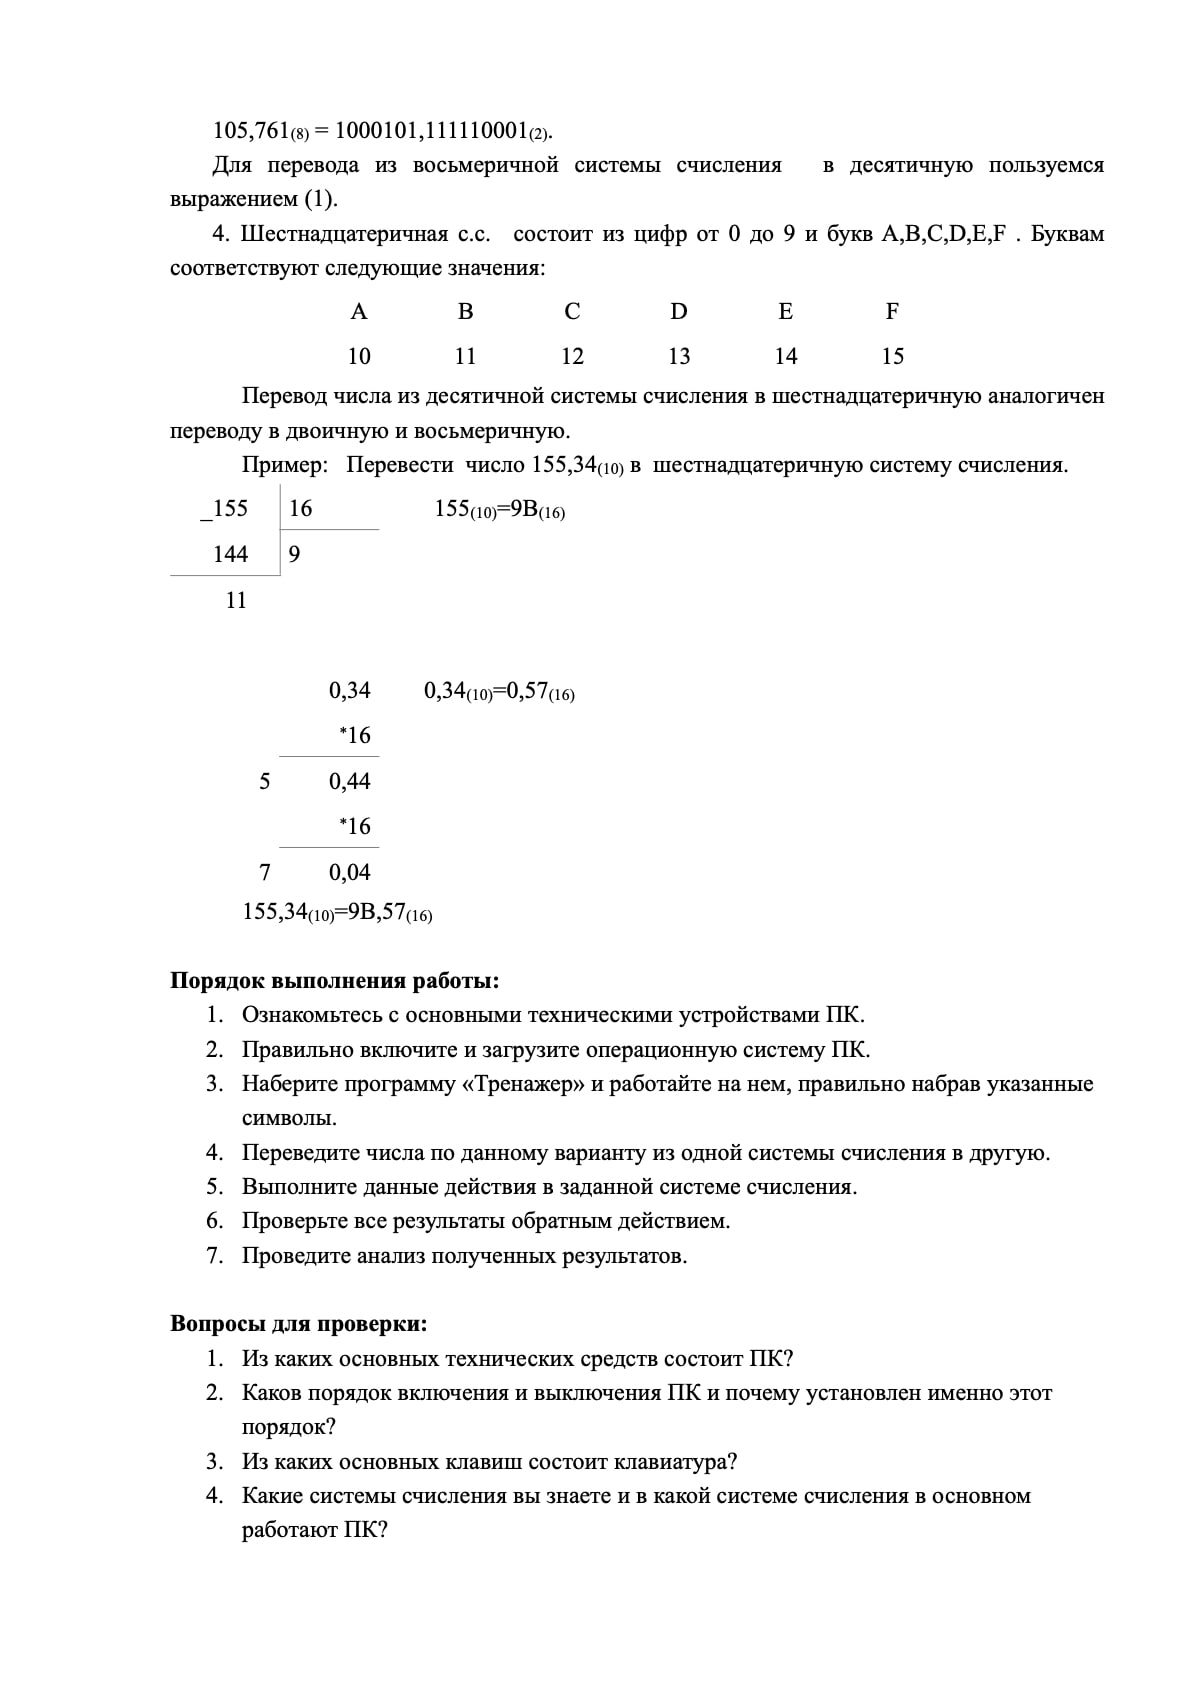 105,761(8) = 1000101,111110001(2).
Для перевода из восьмеричной системы счисления в десятичную пользуемся
выражением (1).
4. Шестнадцатеричная с.с. состоит из цифр от 0 до 9 и букв A,B,C,D,E,F . Буквам
соответствуют следующие значения:
A B C D E F
10 11 12 13 14 15
Перевод числа из десятичной системы счисления в шестнадцатеричную аналогичен
переводу в двоичную и восьмеричную.
Пример: Перевести число 155,34(10) в шестнадцатеричную систему счисления.
_155 16 155(10)=9B(16)
144 9
11
0,34 0,34(10)=0,57(16)
*16
5 0,44
*16
7 0,04
155,34(10)=9B,57(16)
Порядок выполнения работы:
1. Ознакомьтесь с основными техническими устройствами ПК.
2. Правильно включите и загрузите операционную систему ПК.
3. Наберите программу «Тренажер» и работайте на нем, правильно набрав указанные
символы.
4. Переведите числа по данному варианту из одной системы счисления в другую.
5. Выполните данные действия в заданной системе счисления.
6. Проверьте все результаты обратным действием.
7. Проведите анализ полученных результатов.
Вопросы для проверки:
1. Из каких основных технических средств состоит ПК?
2. Каков порядок включения и выключения ПК и почему установлен именно этот
порядок?
3. Из каких основных клавиш состоит клавиатура?
4. Какие системы счисления вы знаете и в какой системе счисления в основном
работают ПК?